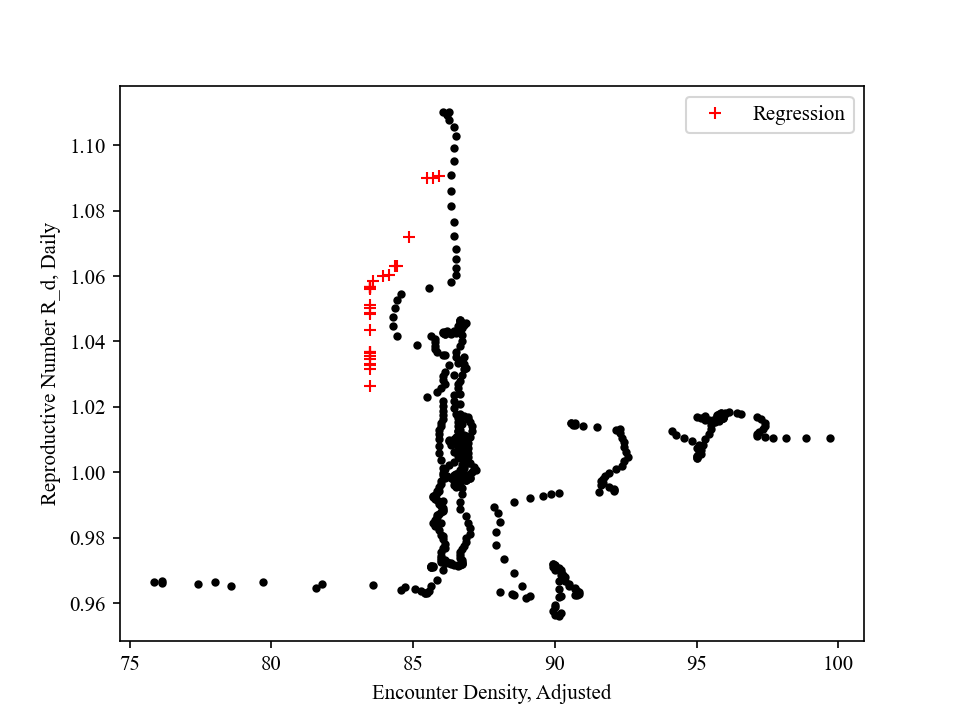 Regression
1.10
1.08
1.06
1.04
1.02
1.00
0.98
0.96
Reproductive Number R_d, Daily
75 80 85 90 95 100
Encounter Density, Adjusted